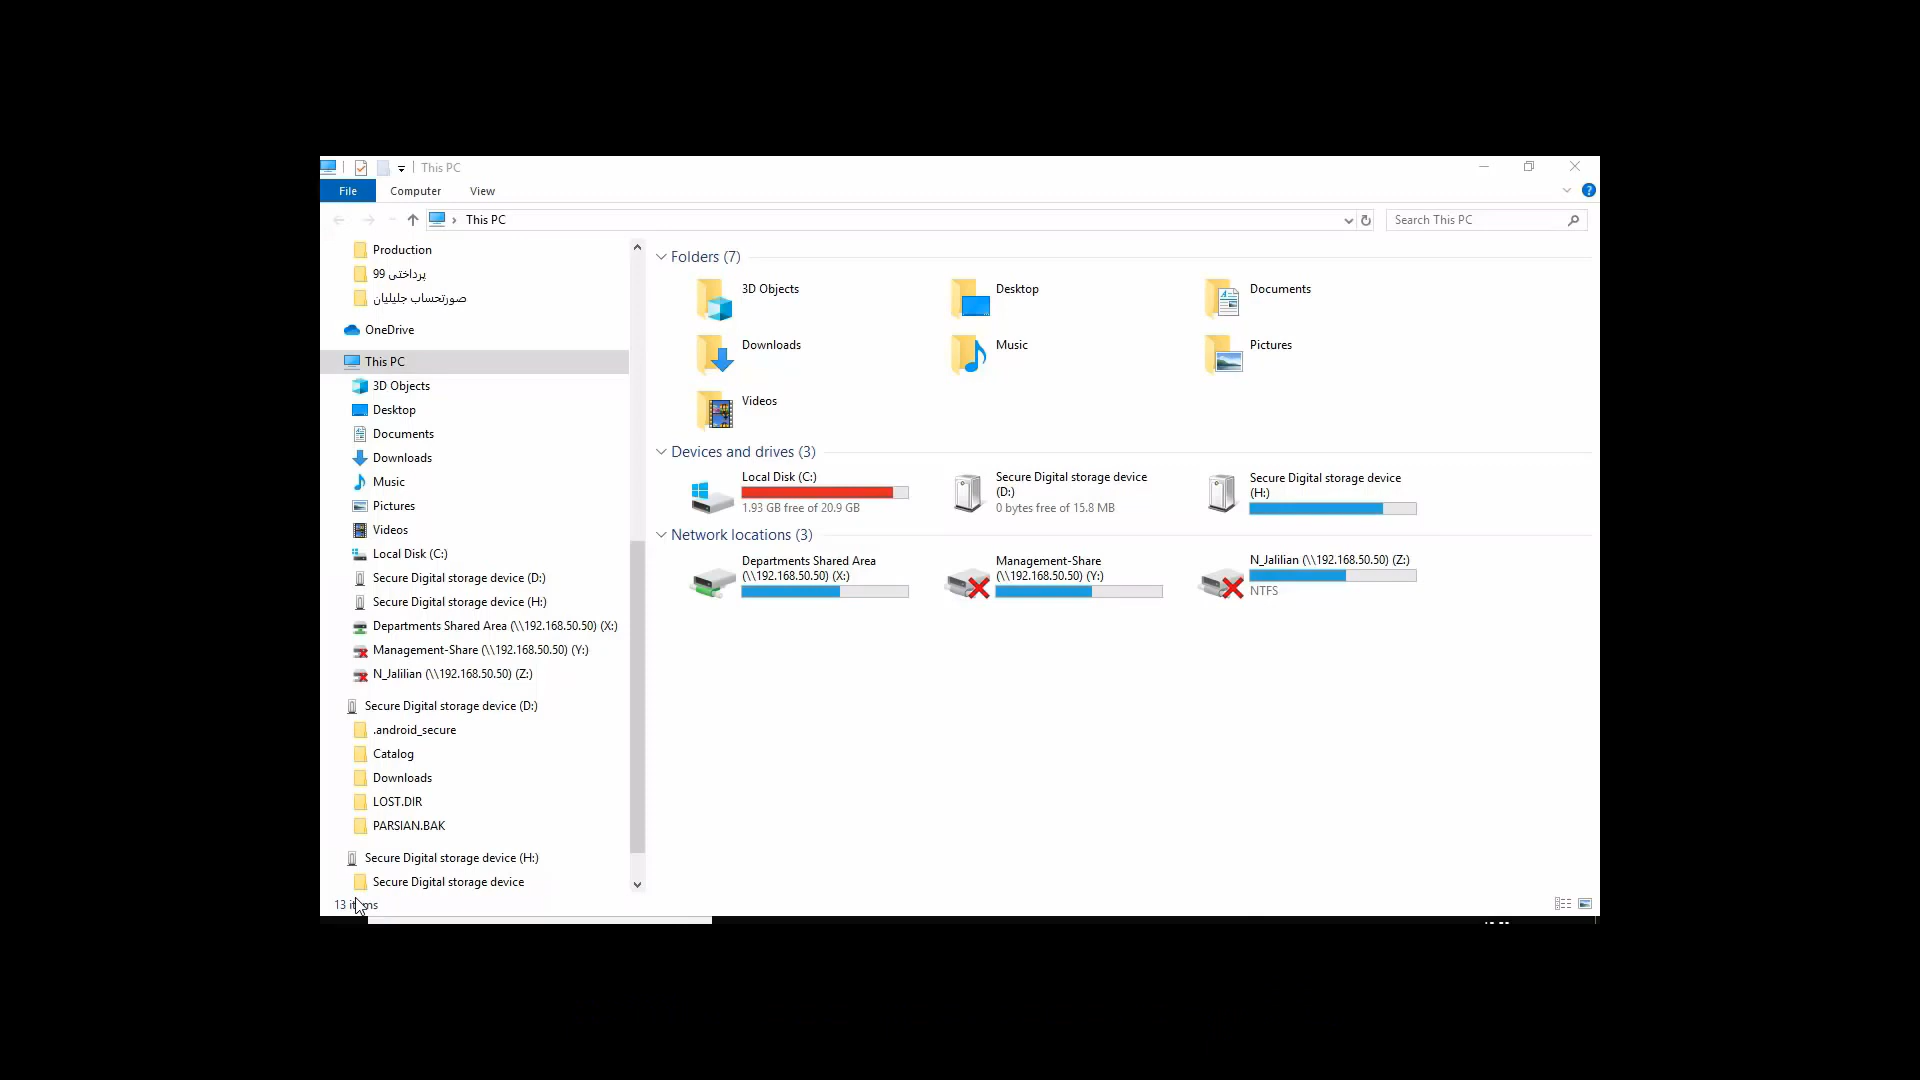 This PC
File
Computer
View
This PC
Search This PC
Production
پرداختی 99
صورتحساب جلیلیان
OneDrive
This PC
3D Objects
Desktop
Documents
Downloads
Music
Pictures
Videos
Local Disk (C:)
Secure Digital storage device (D:)
Secure Digital storage device (H:)
Departments Shared Area (\\192.168.50.50) (X:)
Management-Share (\\192.168.50.50) (Y:)
N_Jalilian (\\192.168.50.50) (Z:)
Secure Digital storage device (D:)
.android_secure
Catalog
Downloads
LOST.DIR
PARSIAN.BAK
Secure Digital storage device (H:)
Secure Digital storage device
13 items
Folders (7)
3D Objects
Desktop
Documents
Downloads
Music
Pictures
Videos
Devices and drives (3)
Local Disk (C:)
1.93 GB free of 20.9 GB
Secure Digital storage device
(D:)
0 bytes free of 15.8 MB
Secure Digital storage device
(H:)
Network locations (3)
Departments Shared Area
(\\192.168.50.50) (X:)
Management-Share
(\\192.168.50.50) (Y:)
N_Jalilian (\\192.168.50.50) (Z:)
NTFS